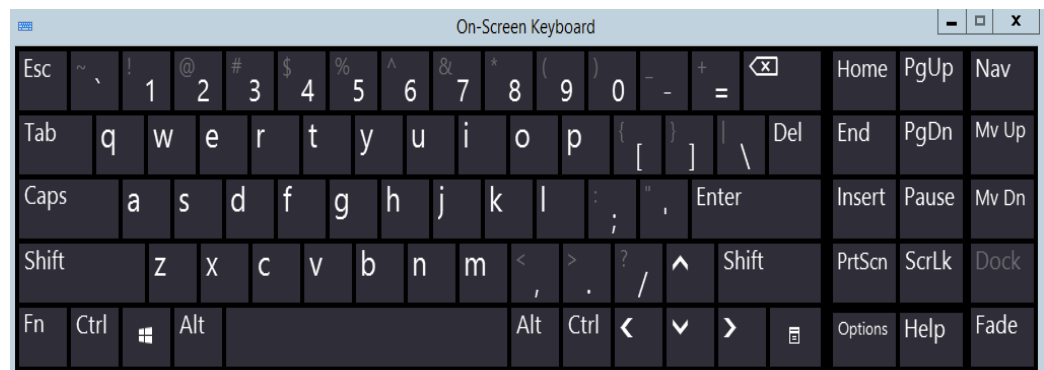 On-Screen Keyboard
Esc ~ ` ! 1 @ 2 # 3 $ 4 % 5 ^ 6 & 7 * 8 ( 9 ) 0 _ - + = Home PgUp Nav
Tab q w e r t y u i o p { [ } ] | \ Del End PgDn Mv Up
Caps a s d f g h j k l : ; " ' Enter Insert Pause Mv Dn
Shift z x c v b n m < , > . ? / Shift PrtScn ScrLk Dock
Fn Ctrl Alt Alt Ctrl Options Help Fade